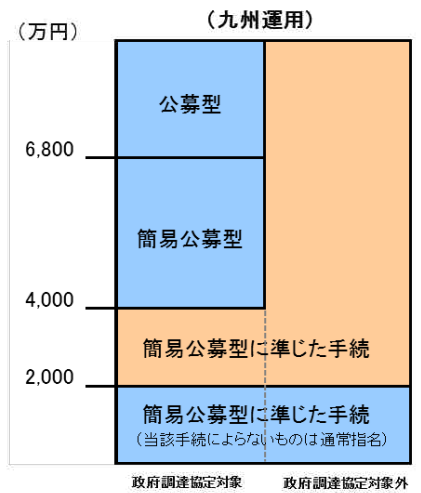 （九州運用）
（万円）
公募型
6,800
簡易公募型
4,000
簡易公募型に準じた手続
2,000
簡易公募型に準じた手続
（当該手続によらないものは通常指名）
政府調達協定対象
政府調達協定対象外